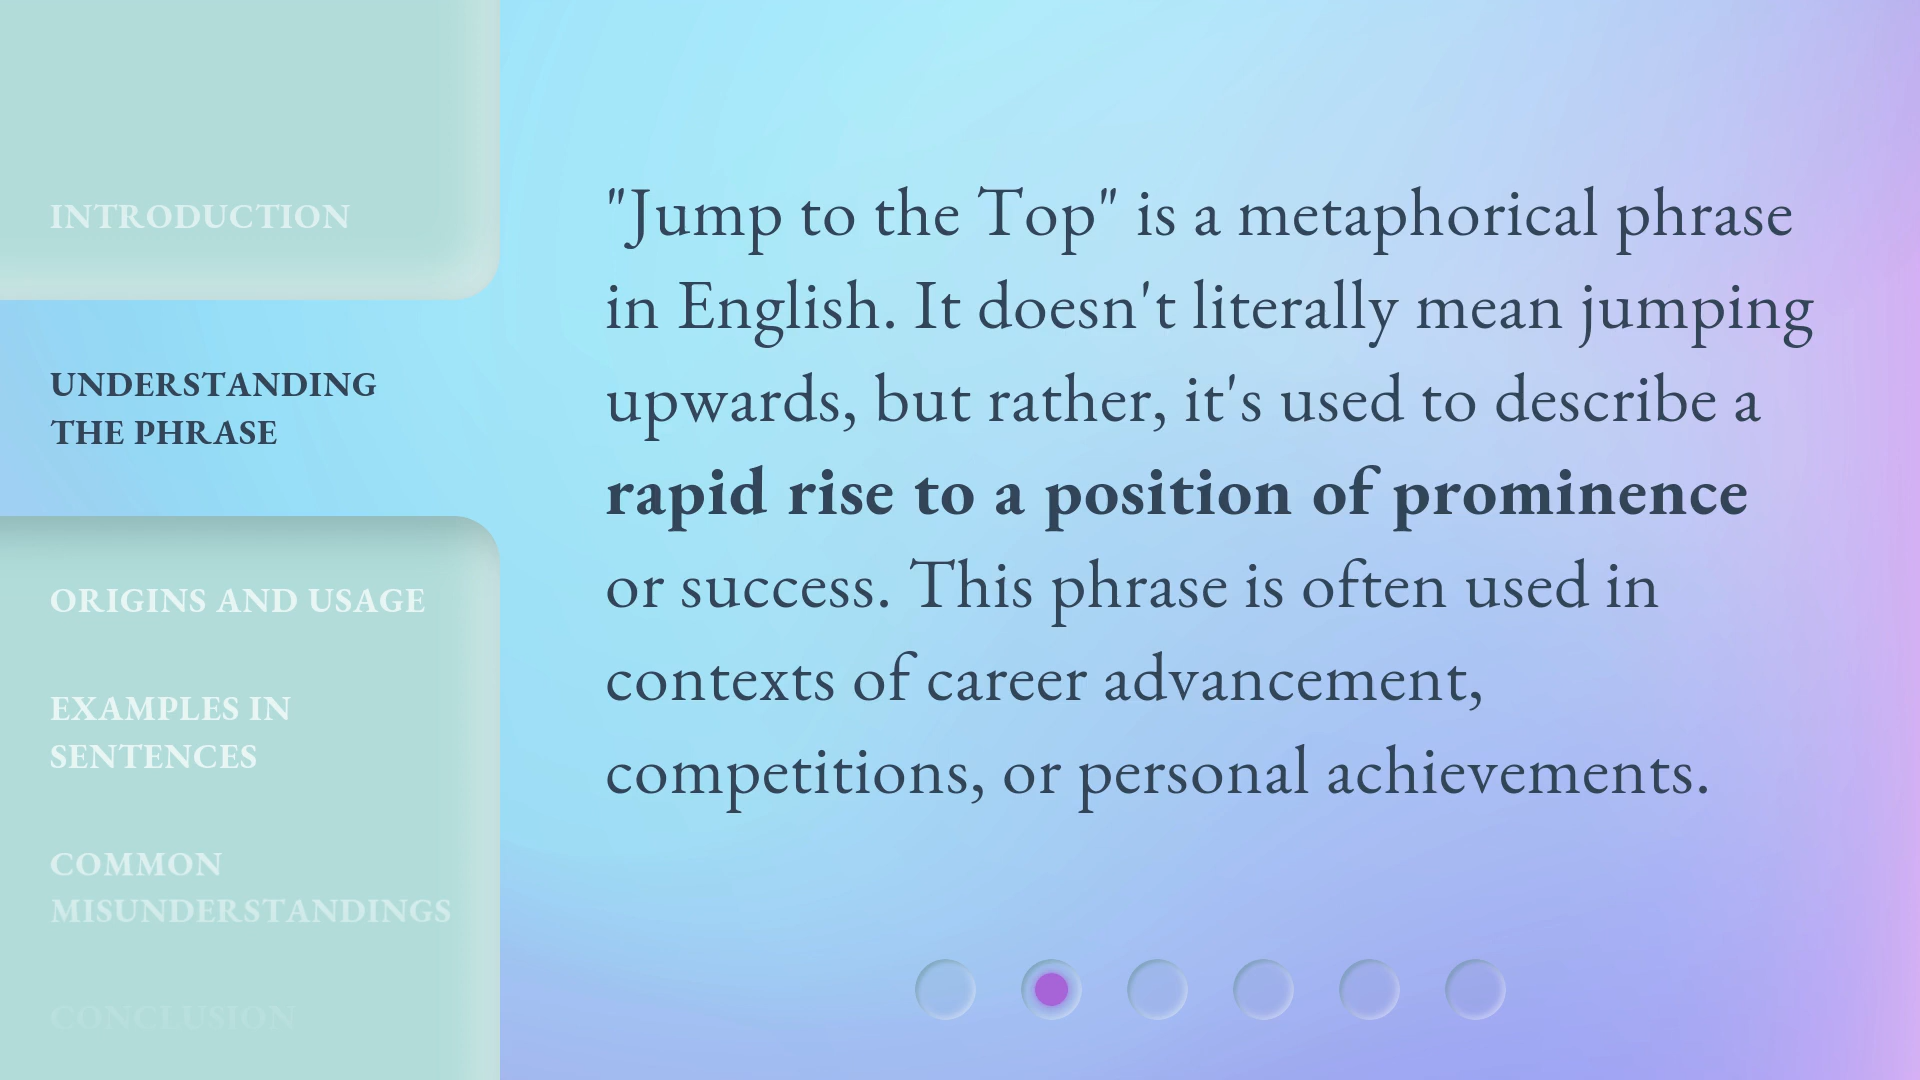 INTRODUCTION
UNDERSTANDING
THE PHRASE
ORIGINS AND USAGE
EXAMPLES IN
SENTENCES
COMMON
MISUNDERSTANDINGS
CONCLUSION
"Jump to the Top" is a metaphorical phrase
in English. It doesn't literally mean jumping
upwards, but rather, it's used to describe a
rapid rise to a position of prominence
or success. This phrase is often used in
contexts of career advancement,
competitions, or personal achievements.